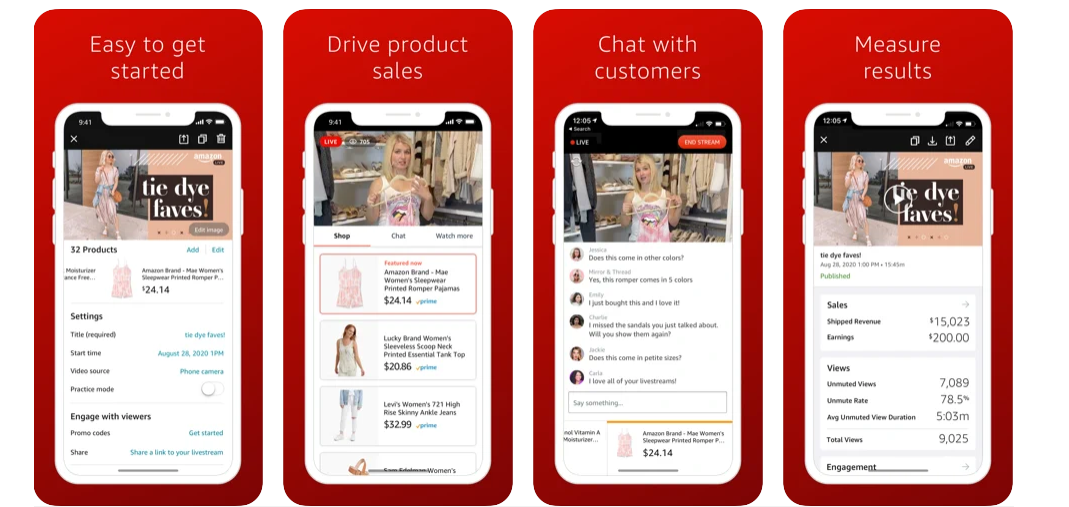 Easy to get
started
9:41
amazon
LIVE
tie dye
faves!
Edit image
32 Products
Add
Edit
Moisturizer
ance Free...
Amazon Brand - Mae Women's
Sleepwear Printed Romper P...
$24.14
Settings
Title (required)
tie dye faves!
Start time
August 28, 2020 1PM
Video source
Phone camera
Practice mode
Engage with viewers
Promo codes
Get started
Share
Share a link to your livestream
Drive product
sales
9:41
LIVE
705
Shop
Chat
Watch more
Featured now
Amazon Brand - Mae
Women's Sleepwear
Printed Romper Pajamas
$24.14
prime
Lucky Brand Women's
Sleeveless Scoop Neck
Printed Essential Tank Top
$20.86
prime
Levi's Women's 721 High
Rise Skinny Ankle Jeans
$32.99
prime
Sam Edelman Women's
Chat with
customers
12:05
Search
LIVE
END STREAM
Jessica
Does this come in other colors?
Mirror & Thread
Yes, this romper comes in 5 colors
Emily
I just bought this and I love it!
Charlie
I missed the sandals you just talked about.
Will you show them again?
Jackie
Does this come in petite sizes?
Carla
I love all of your livestreams!
Say something...
nol Vitamin A
Moisturizer...
Amazon Brand - Mae Women's
Sleepwear Printed Romper P...
$24.14
Measure
results
12:05
amazon
LIVE
tie dye
faves!
tie dye faves!
Aug 28, 2020 1:00 PM • 15:45m
Published
Sales
Shipped Revenue
$15,023
Earnings
$200.00
Views
Unmuted Views
7,089
Unmute Rate
78.5%
Avg Unmuted View Duration
5:03m
Total Views
9,025
Engagement